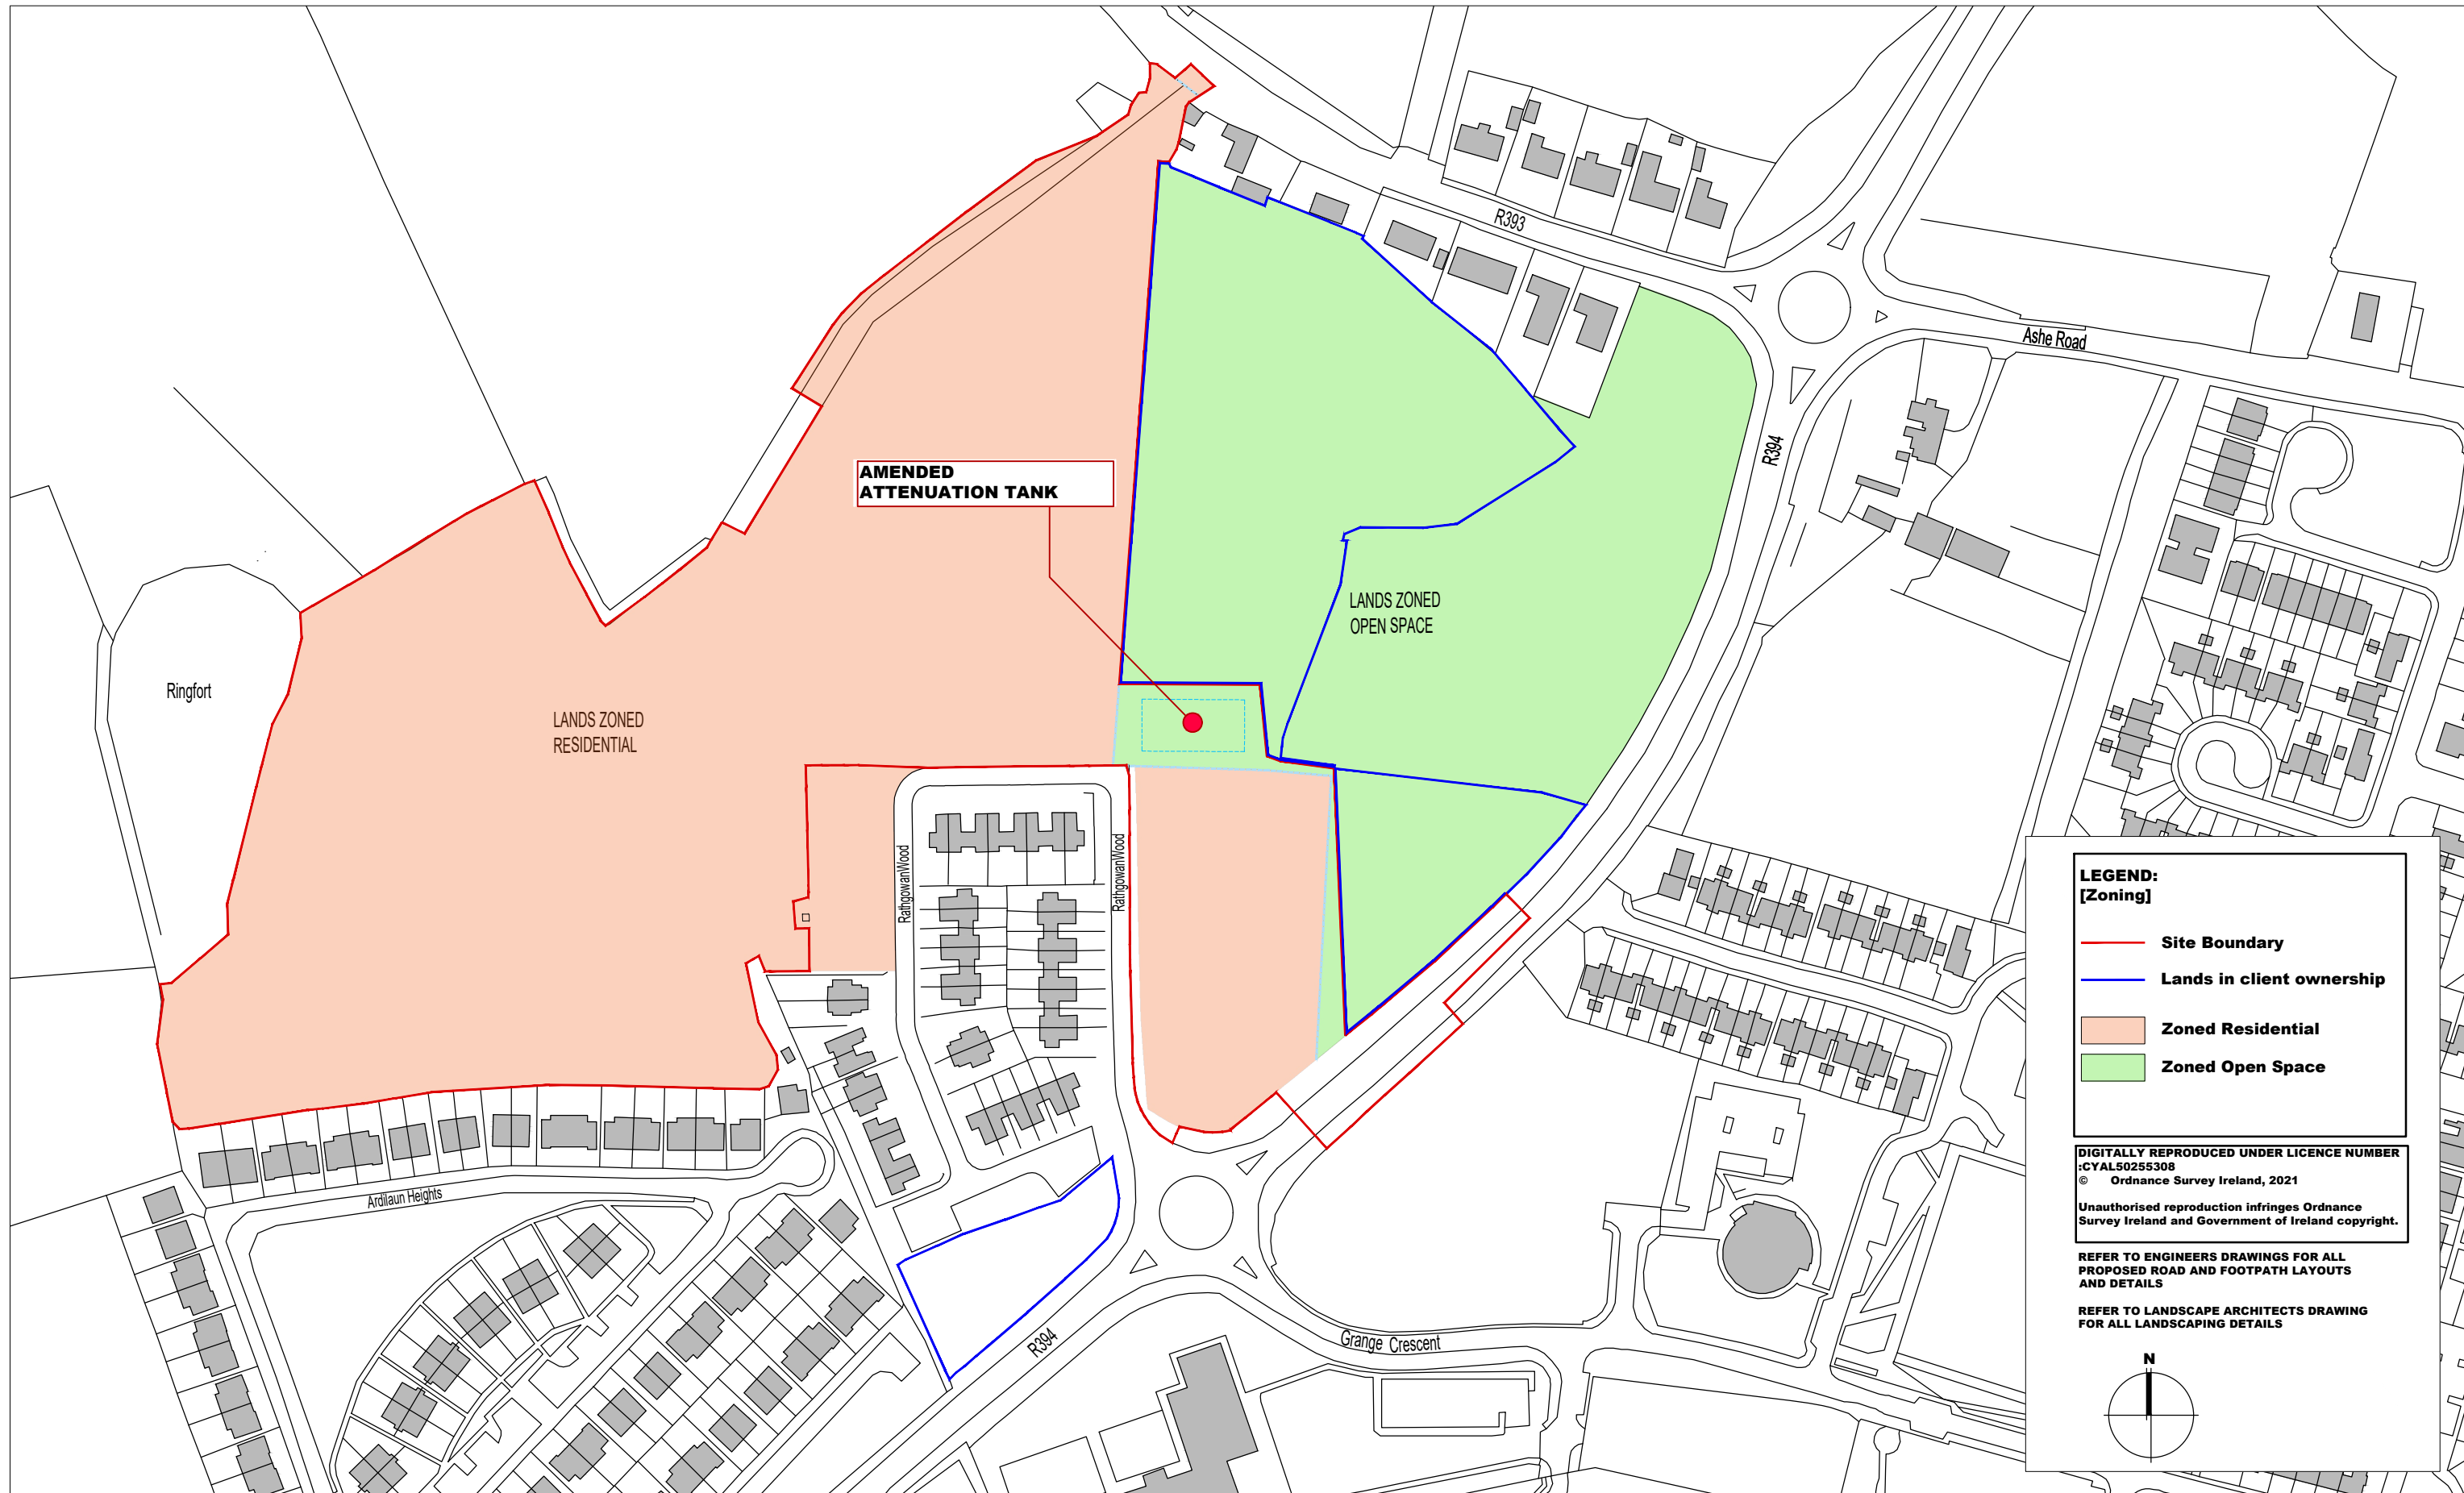 R393
Ashe Road
R394
AMENDED
ATTENUATION TANK
LANDS ZONED
OPEN SPACE
Ringfort
LANDS ZONED
RESIDENTIAL
RathgowanWood
RathgowanWood
Ardilaun Heights
R394
Grange Crescent
LEGEND:
[Zoning]
Site Boundary
Lands in client ownership
Zoned Residential
Zoned Open Space
DIGITALLY REPRODUCED UNDER LICENCE NUMBER
:CYAL50255308
© Ordnance Survey Ireland, 2021
Unauthorised reproduction infringes Ordnance
Survey Ireland and Government of Ireland copyright.
REFER TO ENGINEERS DRAWINGS FOR ALL
PROPOSED ROAD AND FOOTPATH LAYOUTS
AND DETAILS
REFER TO LANDSCAPE ARCHITECTS DRAWING
FOR ALL LANDSCAPING DETAILS
N